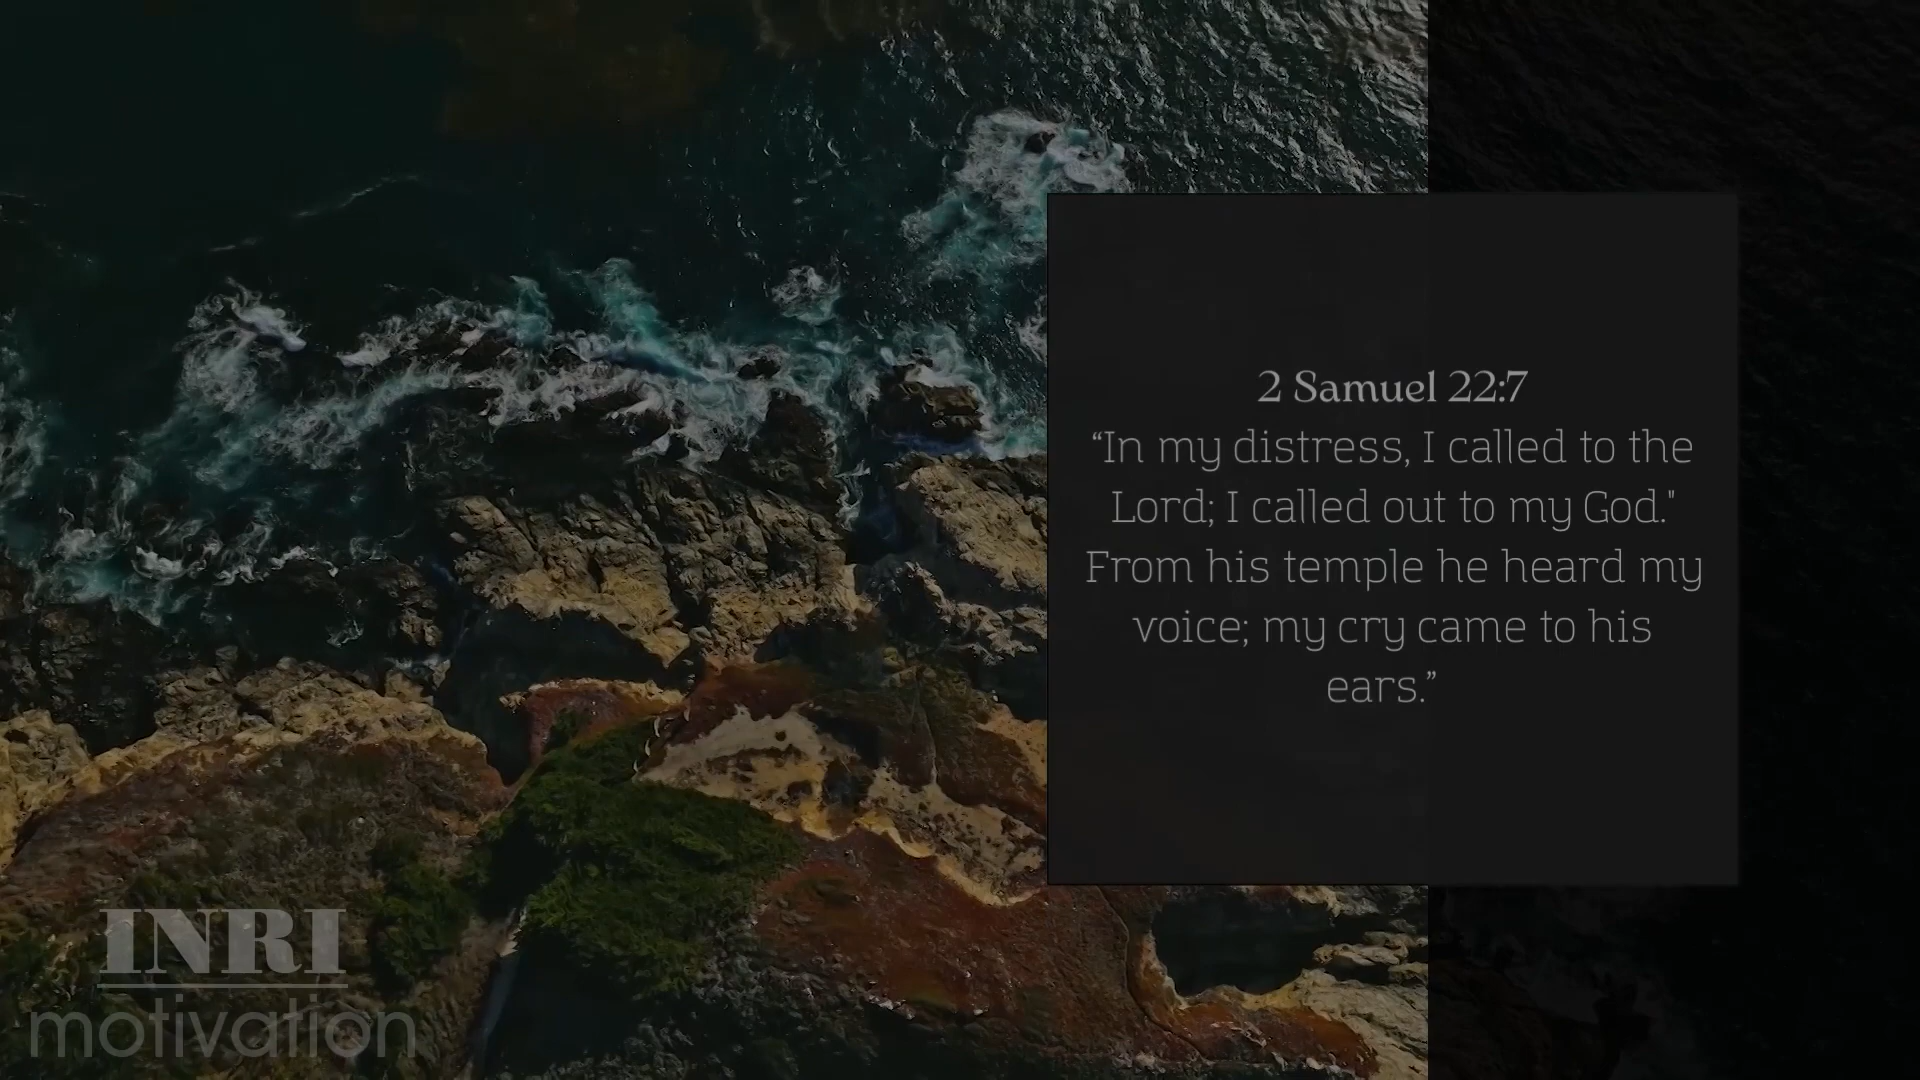 2 Samuel 22:7
“In my distress, I called to the
Lord; I called out to my God."
From his temple he heard my
voice; my cry came to his
ears.”
INRI
motivation